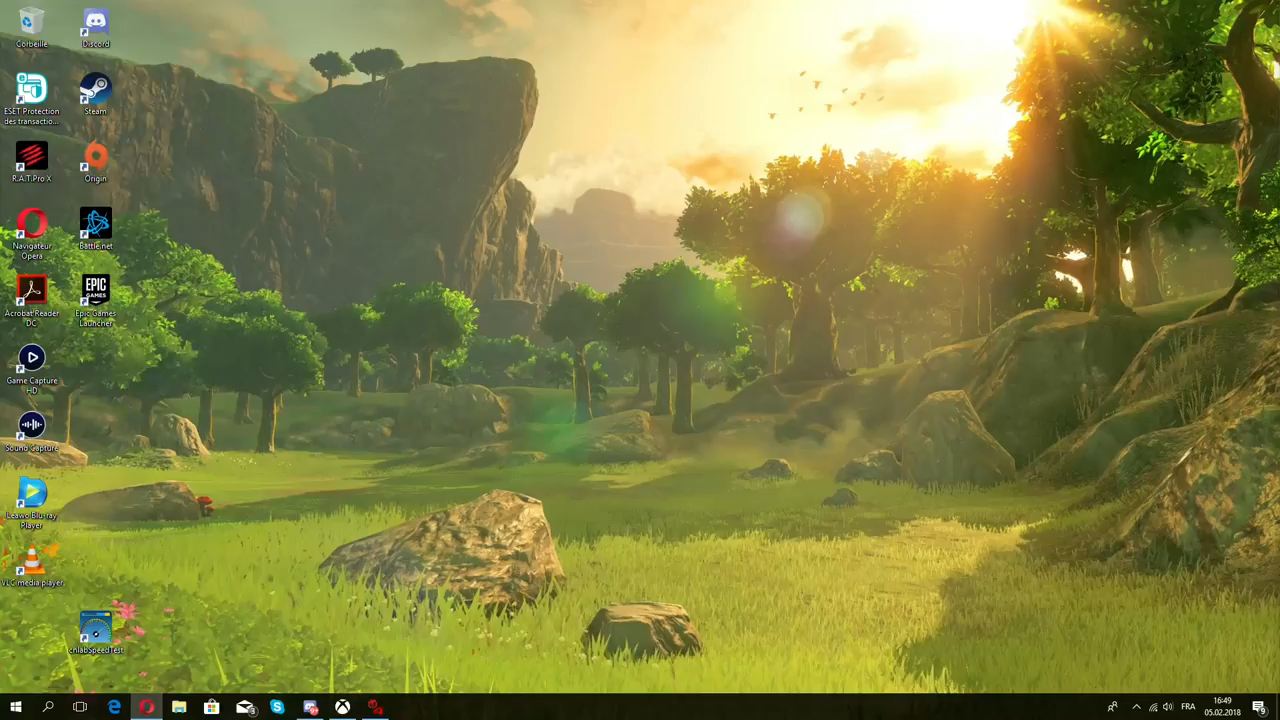 Corbeille
Discord
ESET Protection
des transactio...
Steam
R.A.T.Pro X
Origin
Navigateur
Opera
Battle.net
Acrobat Reader
DC
EPIC
GAMES
Epic Games
Launcher
Game Capture
HD
Sound Capture
Leawo Blu-ray
Player
VLC media player
cnlabSpeedTest
FRA
16:49
05.02.2018